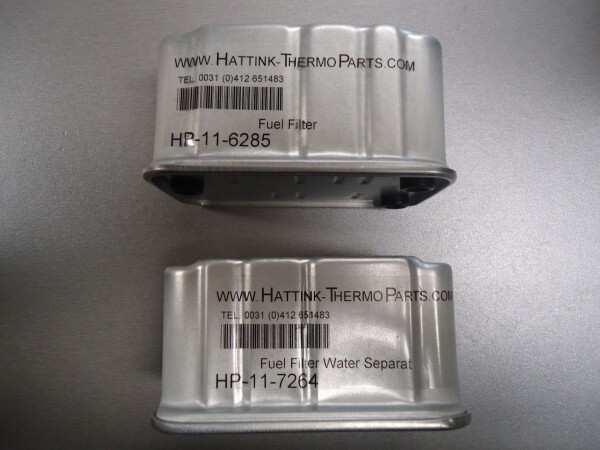 www.Hattink-ThermoParts.com
TEL. 0031 (0)412 651483
Fuel Filter
HP-11-6285
www.Hattink-ThermoParts.com
TEL. 0031 (0)412 651483
Fuel Filter Water Separat
HP-11-7264